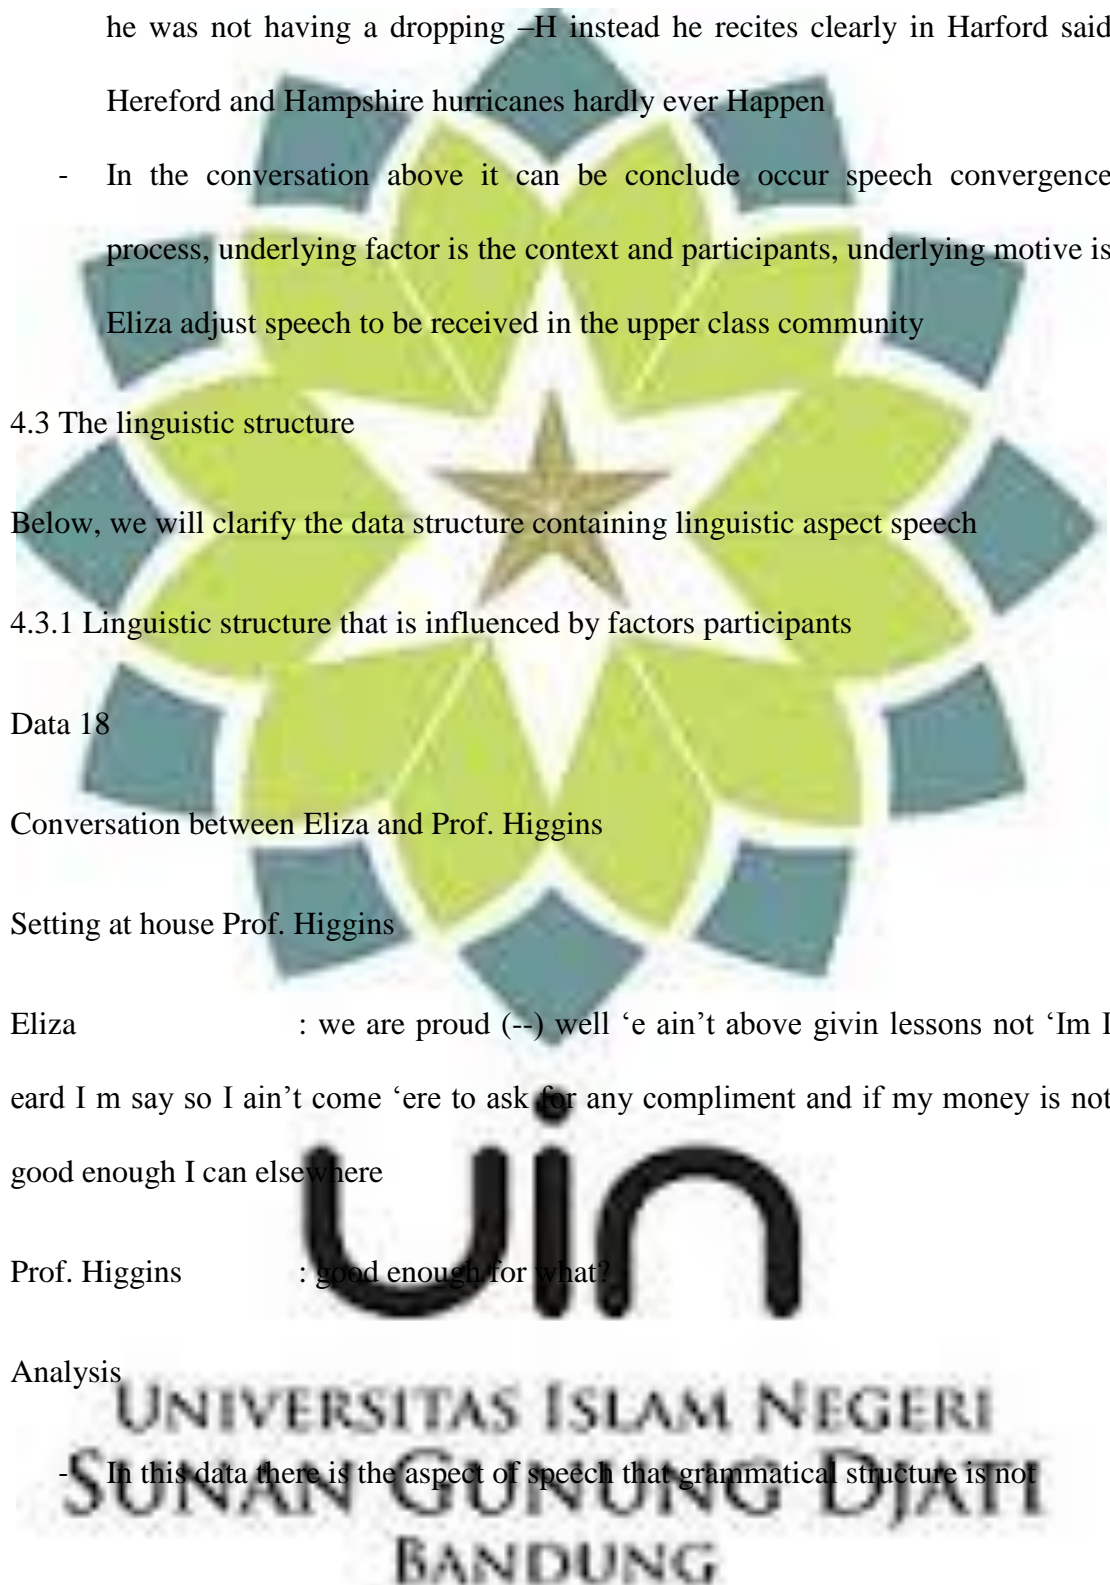 he was not having a dropping –H instead he recites clearly in Harford said
Hereford and Hampshire hurricanes hardly ever Happen
- In the conversation above it can be conclude occur speech convergence
process, underlying factor is the context and participants, underlying motive is
Eliza adjust speech to be received in the upper class community
4.3 The linguistic structure
Below, we will clarify the data structure containing linguistic aspect speech
4.3.1 Linguistic structure that is influenced by factors participants
Data 18
Conversation between Eliza and Prof. Higgins
Setting at house Prof. Higgins
Eliza : we are proud (--) well ‘e ain’t above givin lessons not ‘Im I
eard I m say so I ain’t come ‘ere to ask for any compliment and if my money is not
good enough I can elsewhere
uin
Prof. Higgins : good enough for what?
Analysis
UNIVERSITAS ISLAM NEGERI
- In this data there is the aspect of speech that grammatical structure is not
SUNAN GUNUNG DJATI
BANDUNG